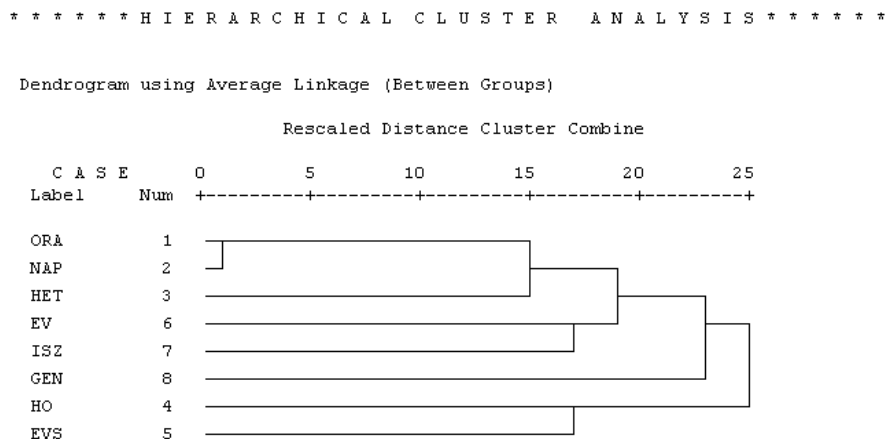 * * * * * * H I E R A R C H I C A L  C L U S T E R   A N A L Y S I S * * * * * *
Dendrogram using Average Linkage (Between Groups)
Rescaled Distance Cluster Combine
C A S E 0 5 10 15 20 25
Label Num +---------+---------+---------+---------+---------+
ORA 1
NAP 2
HET 3
EV 6
ISZ 7
GEN 8
HO 4
EVS 5